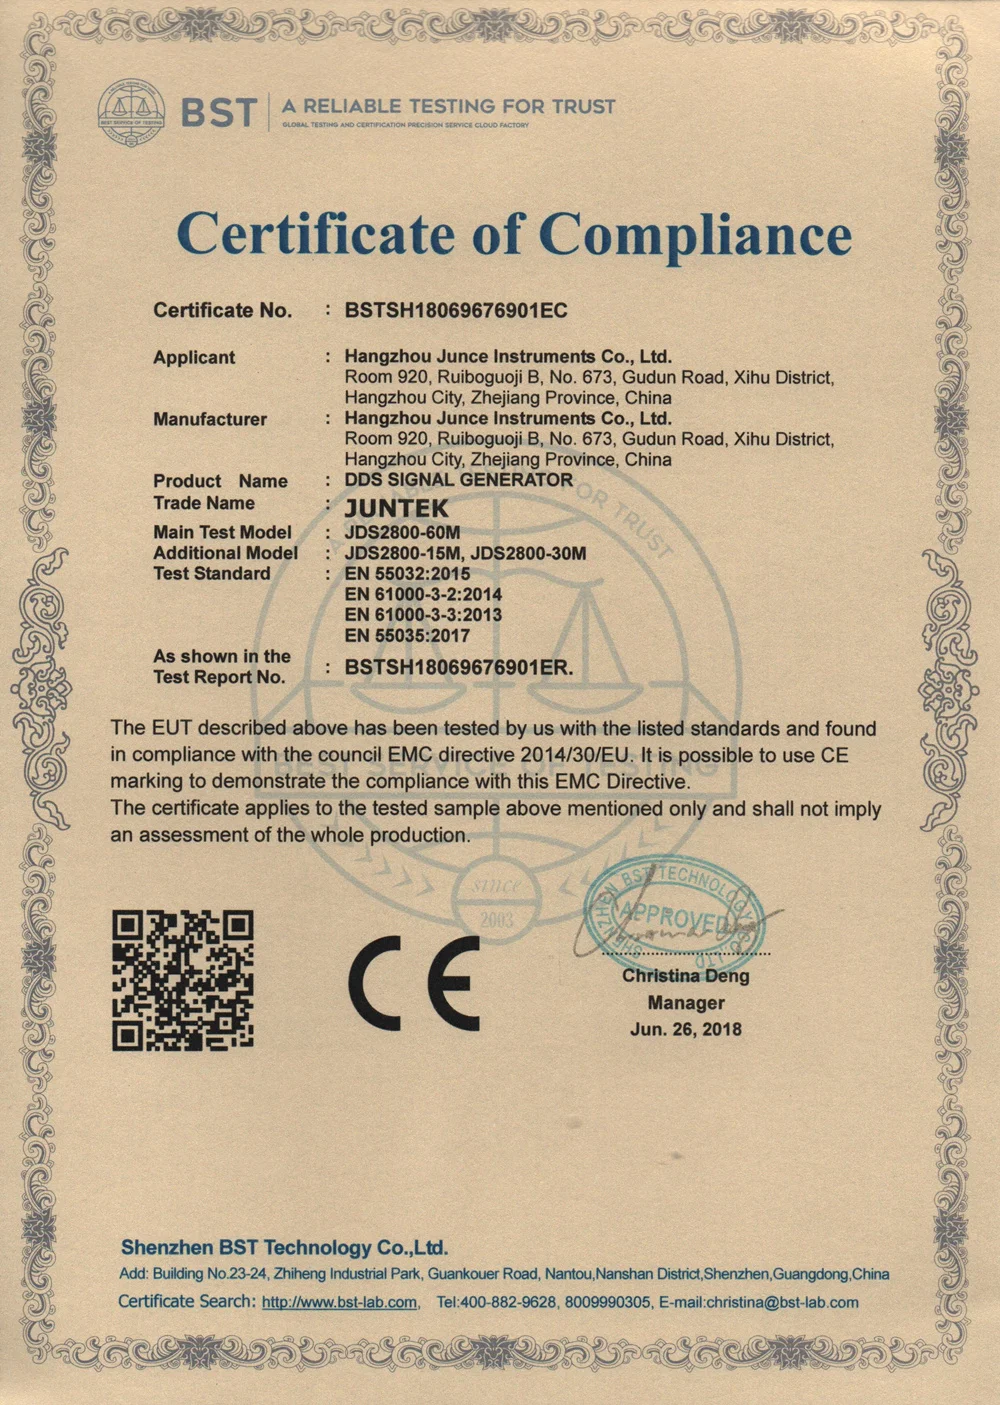 BEST SERVICE OF TESTING
BST
A RELIABLE TESTING FOR TRUST
GLOBAL TESTING AND CERTIFICATION PRECISION SERVICE CLOUD FACTORY
Certificate of Compliance
Certificate No. : BSTSH18069676901EC
Applicant : Hangzhou Junce Instruments Co., Ltd.
Room 920, Ruiboguoji B, No. 673, Gudun Road, Xihu District,
Hangzhou City, Zhejiang Province, China
Manufacturer : Hangzhou Junce Instruments Co., Ltd.
Room 920, Ruiboguoji B, No. 673, Gudun Road, Xihu District,
Hangzhou City, Zhejiang Province, China
Product Name : DDS SIGNAL GENERATOR
Trade Name : JUNTEK
Main Test Model : JDS2800-60M
Additional Model : JDS2800-15M, JDS2800-30M
Test Standard : EN 55032:2015
EN 61000-3-2:2014
EN 61000-3-3:2013
EN 55035:2017
As shown in the
Test Report No. : BSTSH18069676901ER.
The EUT described above has been tested by us with the listed standards and found
in compliance with the council EMC directive 2014/30/EU. It is possible to use CE
marking to demonstrate the compliance with this EMC Directive.
The certificate applies to the tested sample above mentioned only and shall not imply
an assessment of the whole production.
FOR TRUST
since
2003
CE
SHENZHEN BST TECHNOLOGY CO., LTD
APPROVED
Christina Deng
Manager
Jun. 26, 2018
Shenzhen BST Technology Co.,Ltd.
Add: Building No.23-24, Zhiheng Industrial Park, Guankouer Road, Nantou,Nanshan District,Shenzhen,Guangdong,China
Certificate Search: http://www.bst-lab.com, Tel:400-882-9628, 8009990305, E-mail:christina@bst-lab.com